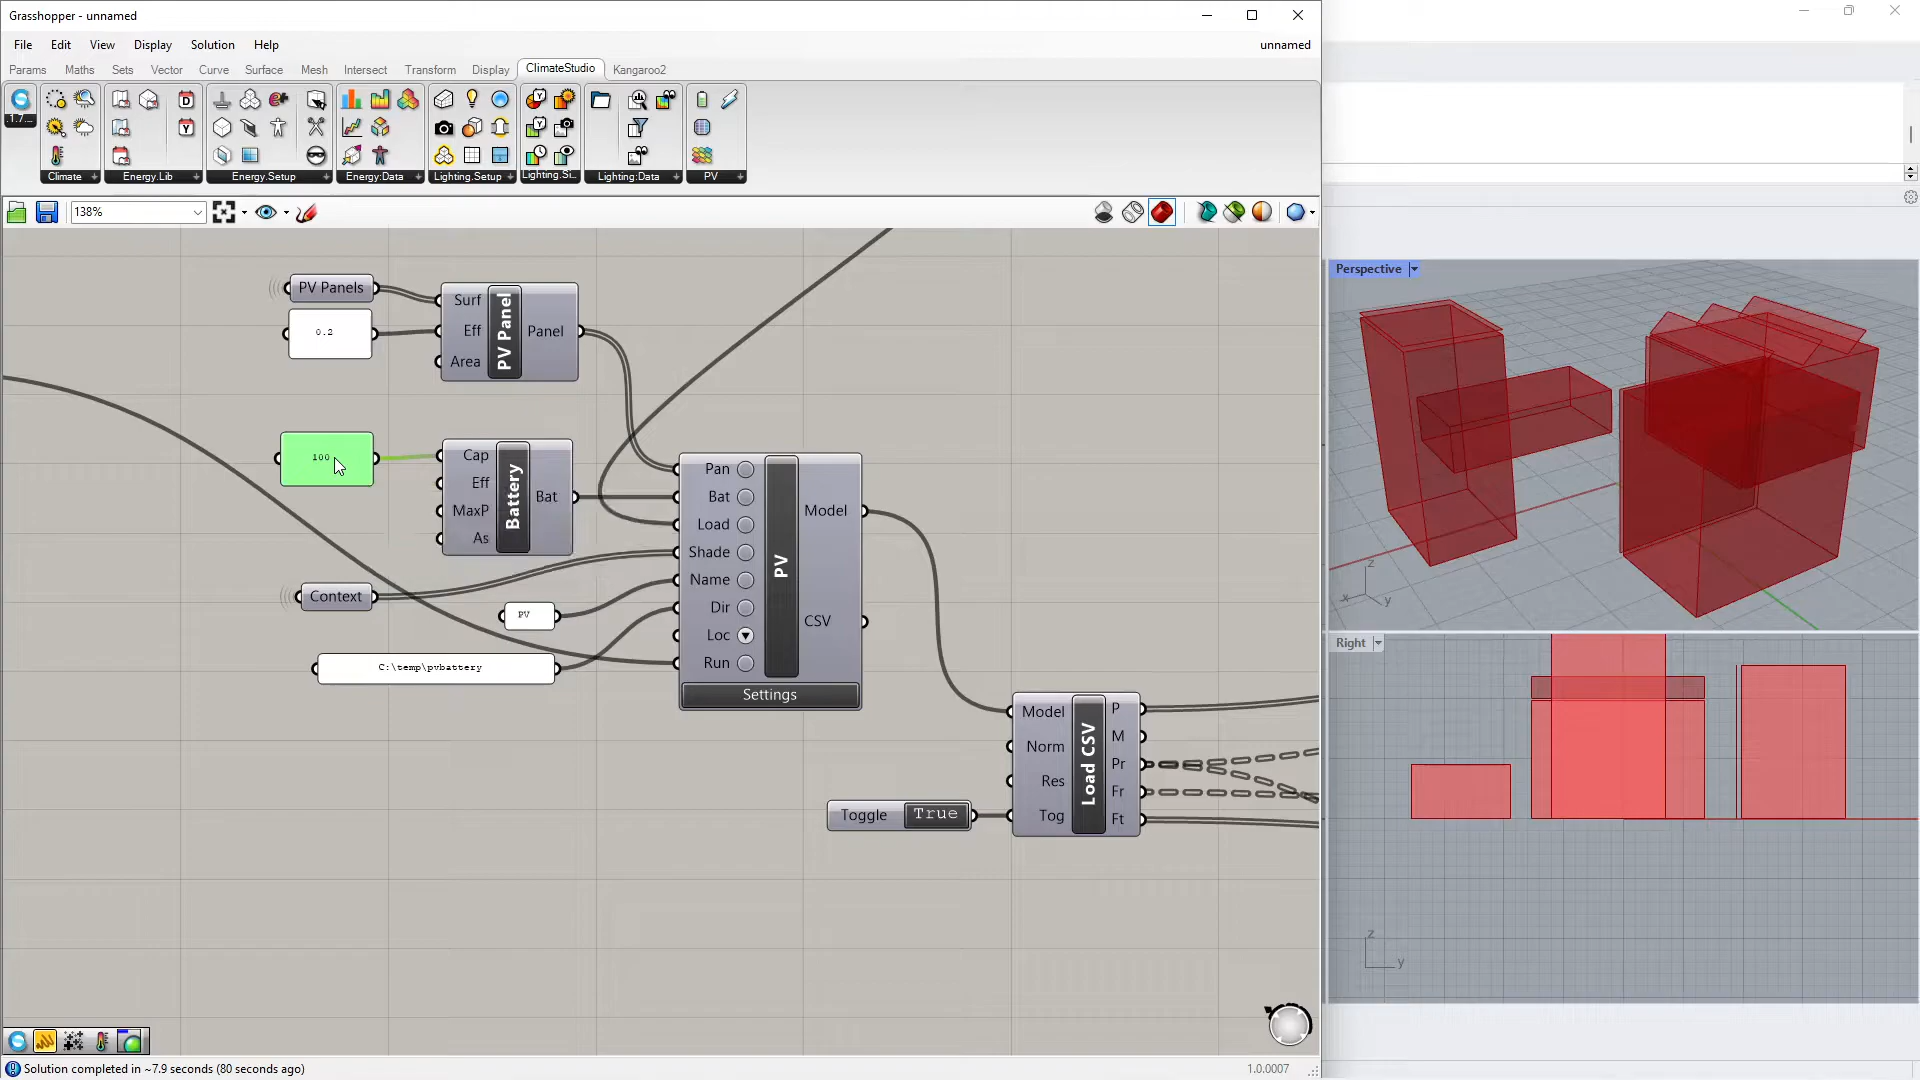 Grasshopper - unnamed
File Edit View Display Solution Help unnamed
Params Maths Sets Vector Curve Surface Mesh Intersect Transform Display ClimateStudio Kangaroo2
1.7...
Climate Energy.Lib Energy.Setup Energy:Data Lighting.Setup Lighting.Si... Lighting:Data PV
138%
Perspective
PV Panels
0.2
Surf
Eff
Area
PV Panel
Panel
100
Cap
Eff
MaxP
As
Battery
Bat
Pan
Bat
Load
Shade
Name
Dir
Loc
Run
PV
Model
CSV
Settings
Context
PV
C:\temp\pvbattery
Toggle True
Model
Norm
Res
Tog
Load CSV
P
M
Pr
Fr
Ft
z
x
y
Right
z
y
Solution completed in ~7.9 seconds (80 seconds ago)
1.0.0007